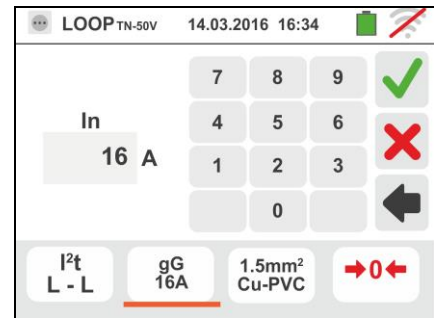 LOOP TN-50V 14.03.2016 16:34
7 8 9
In
4 5 6
16 A
1 2 3
0
I²t
L - L
gG
16A
1.5mm²
Cu-PVC
0